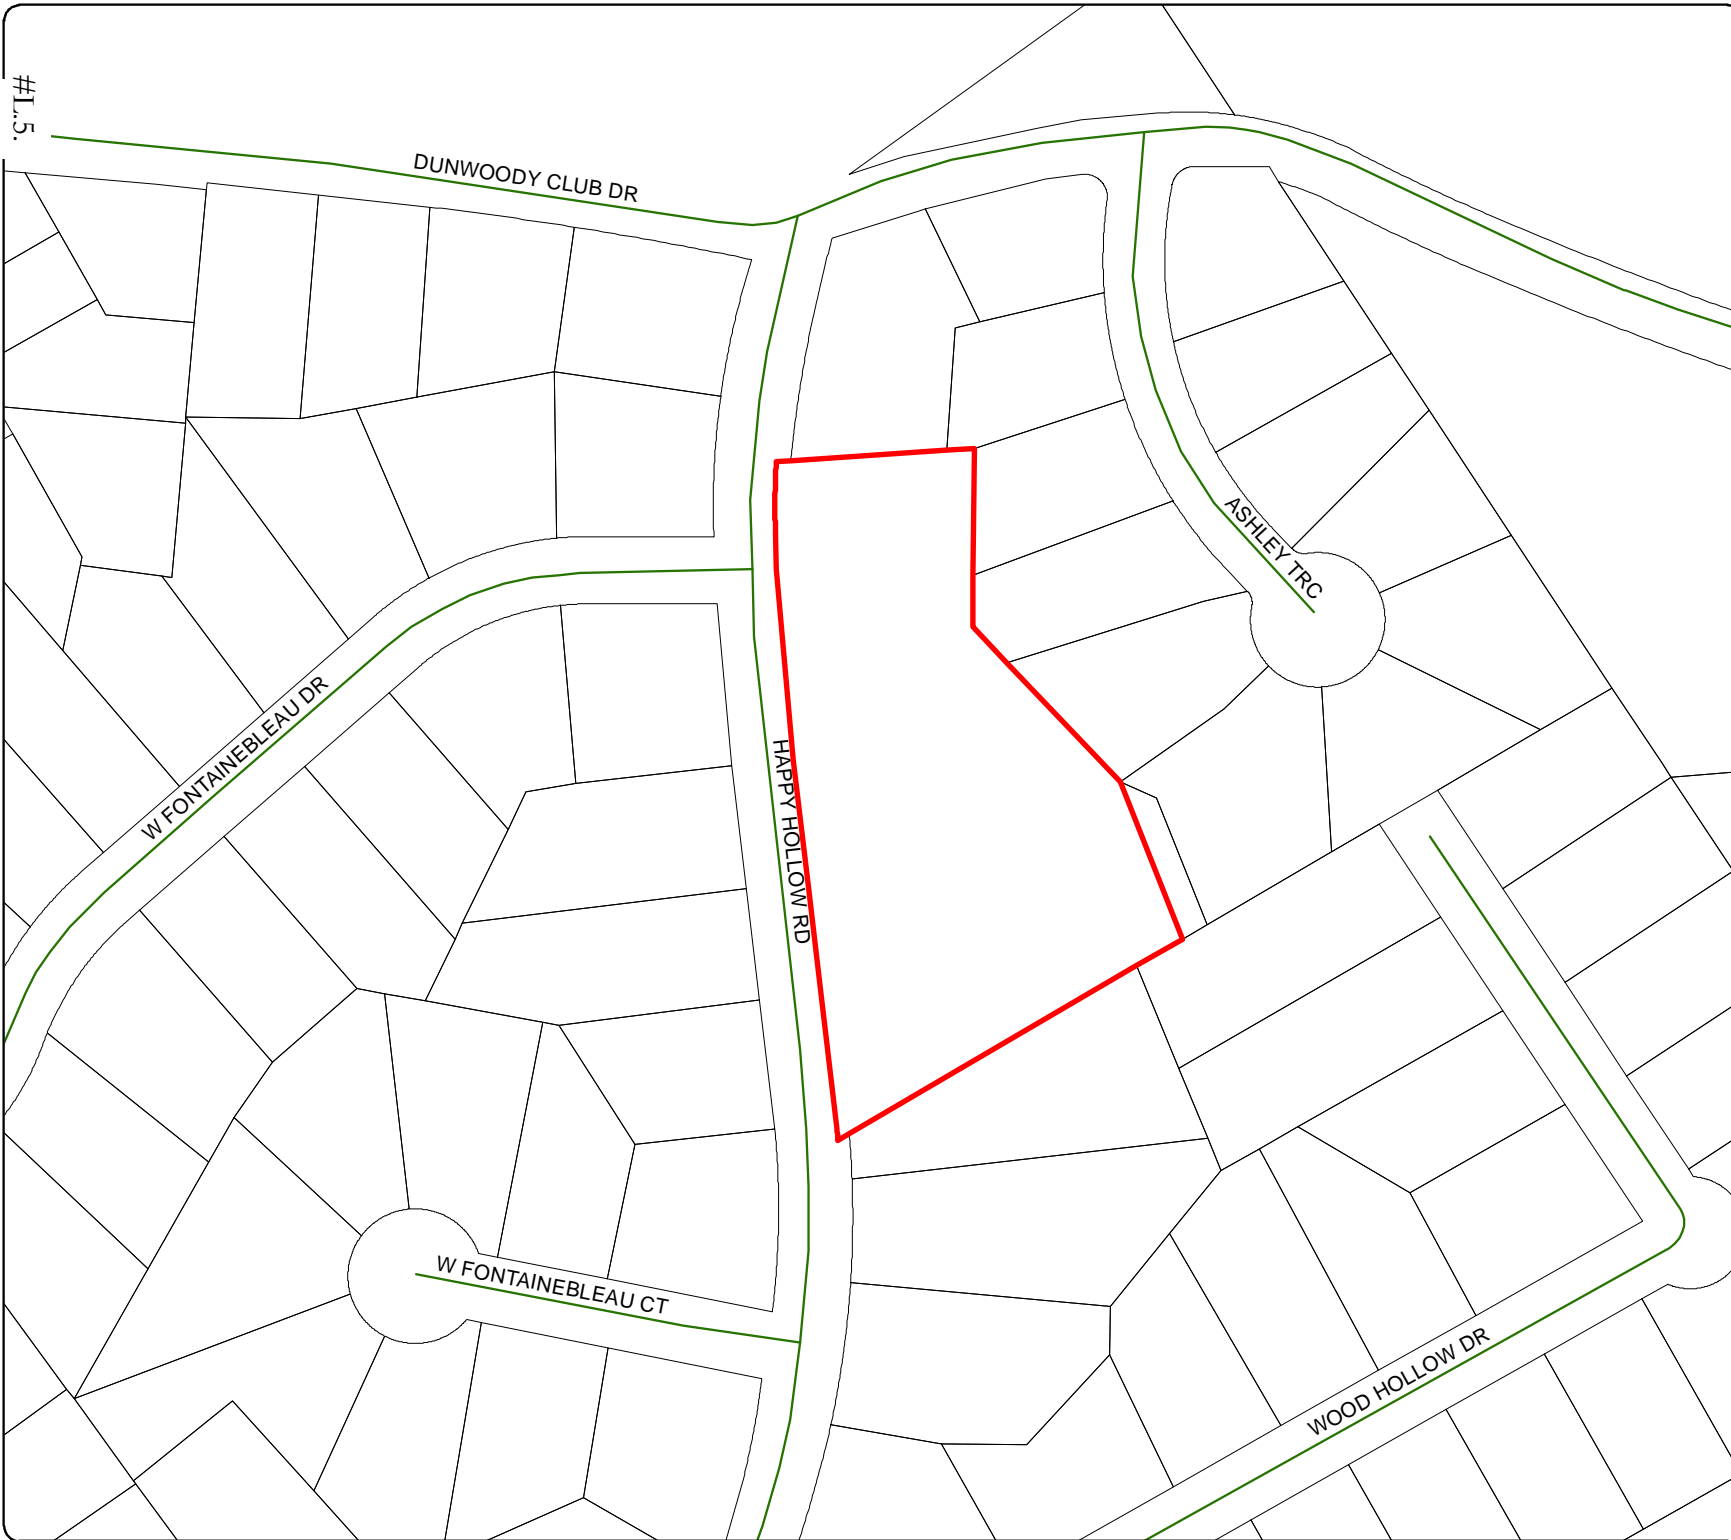 #L.5.
DUNWOODY CLUB DR
ASHLEY TRC
W FONTAINEBLEAU DR
HAPPY HOLLOW RD
W FONTAINEBLEAU CT
WOOD HOLLOW DR